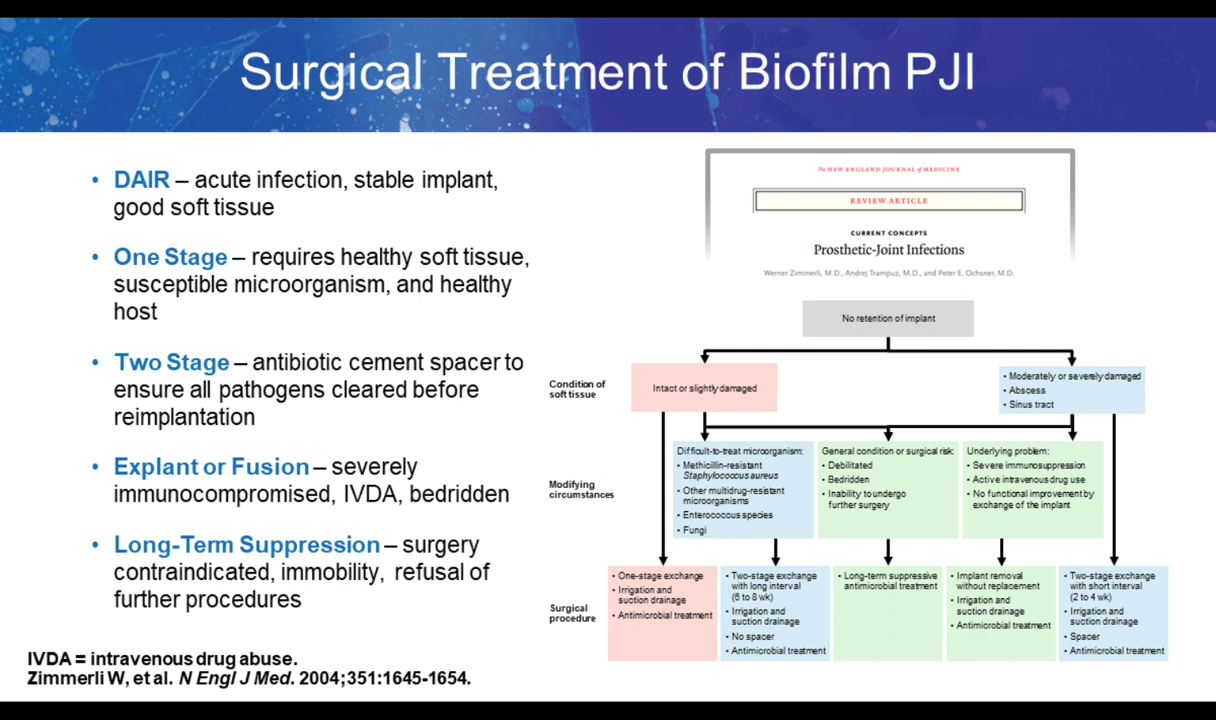 Surgical Treatment of Biofilm PJI
• DAIR – acute infection, stable implant,
good soft tissue
• One Stage – requires healthy soft tissue,
susceptible microorganism, and healthy
host
• Two Stage – antibiotic cement spacer to
ensure all pathogens cleared before
reimplantation
• Explant or Fusion – severely
immunocompromised, IVDA, bedridden
• Long-Term Suppression – surgery
contraindicated, immobility, refusal of
further procedures
IVDA = intravenous drug abuse.
Zimmerli W, et al. N Engl J Med. 2004;351:1645-1654.
The NEW ENGLAND JOURNAL of MEDICINE
REVIEW ARTICLE
CURRENT CONCEPTS
Prosthetic-Joint Infections
Werner Zimmerli, M.D., Andrej Trampuz, M.D., and Peter E. Ochsner, M.D.
No retention of implant
Condition of
soft tissue
Intact or slightly damaged
• Moderately or severely damaged
• Abscess
• Sinus tract
Modifying
circumstances
Difficult-to-treat microorganism:
• Methicillin-resistant
Staphylococcus aureus
• Other multidrug-resistant
microorganisms
• Enterococcus species
• Fungi
General condition or surgical risk:
• Debilitated
• Bedridden
• Inability to undergo
further surgery
Underlying problem:
• Severe immunosuppression
• Active intravenous drug use
• No functional improvement by
exchange of the implant
Surgical
procedure
• One-stage exchange
• Irrigation and
suction drainage
• Antimicrobial treatment
• Two-stage exchange
with long interval
(6 to 8 wk)
• Irrigation and
suction drainage
• No spacer
• Antimicrobial treatment
• Long-term suppressive
antimicrobial treatment
• Implant removal
without replacement
• Irrigation and
suction drainage
• Antimicrobial treatment
• Two-stage exchange
with short interval
(2 to 4 wk)
• Irrigation and
suction drainage
• Spacer
• Antimicrobial treatment